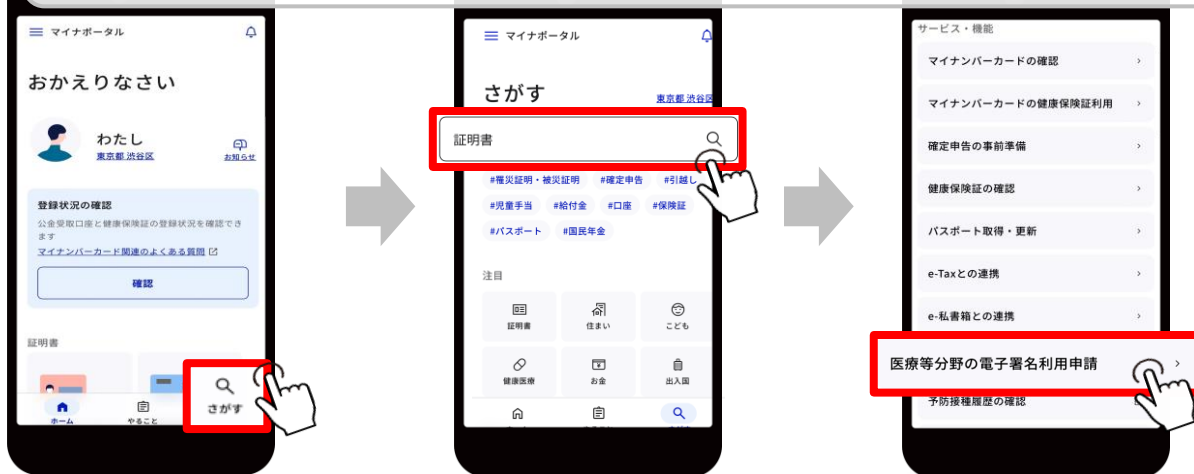 マイナポータル
おかえりなさい
わたし
東京都 渋谷区
お知らせ
登録状況の確認
公金受取口座と健康保険証の登録状況を確認でき
ます
マイナンバーカード関連のよくある質問
確認
証明書
さがす
ホーム
やること
マイナポータル
さがす
東京都 渋谷区
証明書
#罹災証明・被災証明 #確定申告 #引越し
#児童手当 #給付金 #口座 #保険証
#パスポート #国民年金
注目
証明書 住まい こども
健康医療 お金 出入国
サービス・機能
マイナンバーカードの確認
マイナンバーカードの健康保険証利用
確定申告の事前準備
健康保険証の確認
パスポート取得・更新
e-Taxとの連携
e-私書箱との連携
医療等分野の電子署名利用申請
予防接種履歴の確認